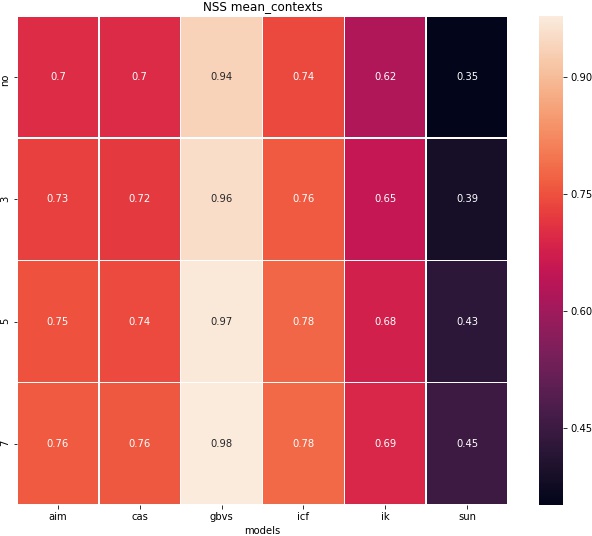 NSS mean_contexts
no 0.7 0.7 0.94 0.74 0.62 0.35
3 0.73 0.72 0.96 0.76 0.65 0.39
5 0.75 0.74 0.97 0.78 0.68 0.43
7 0.76 0.76 0.98 0.78 0.69 0.45
aim cas gbvs icf ik sun
models
0.90
0.75
0.60
0.45